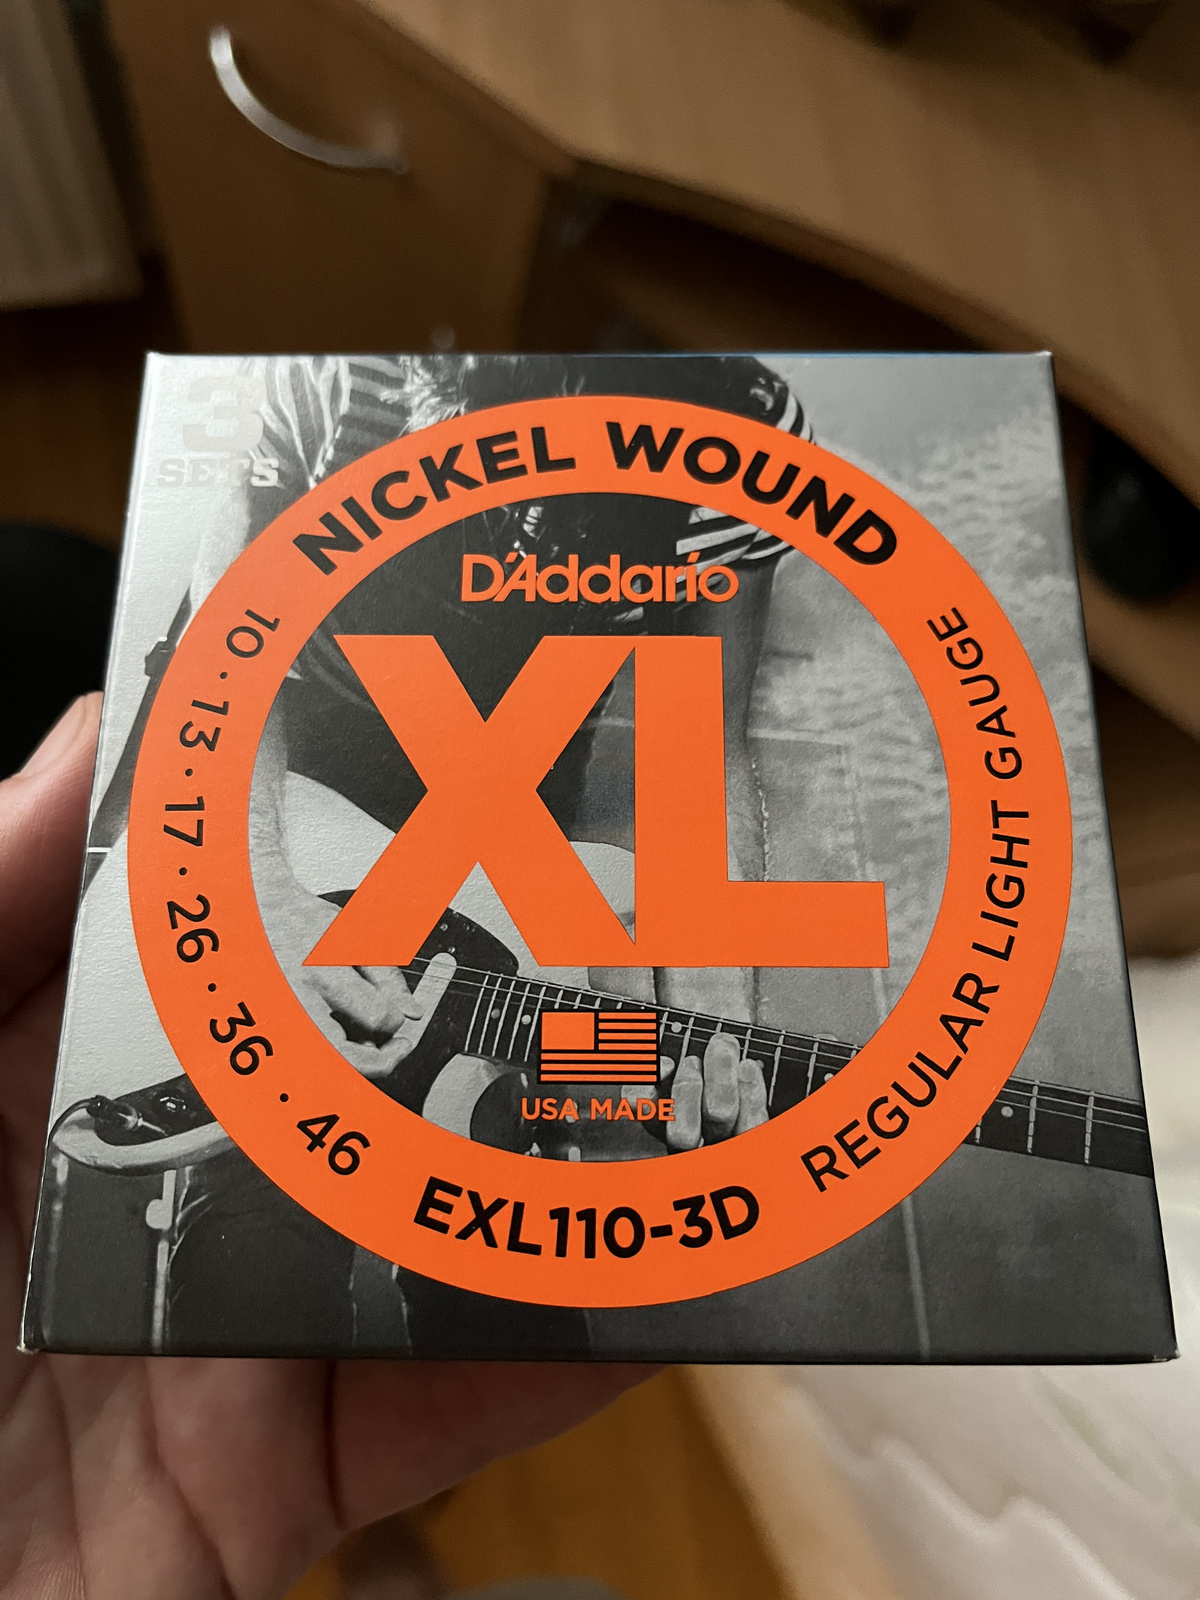 3
SETS
NICKEL WOUND
D'Addario
XL
USA MADE
10 · 13 · 17 · 26 · 36 · 46
EXL110-3D
REGULAR LIGHT GAUGE